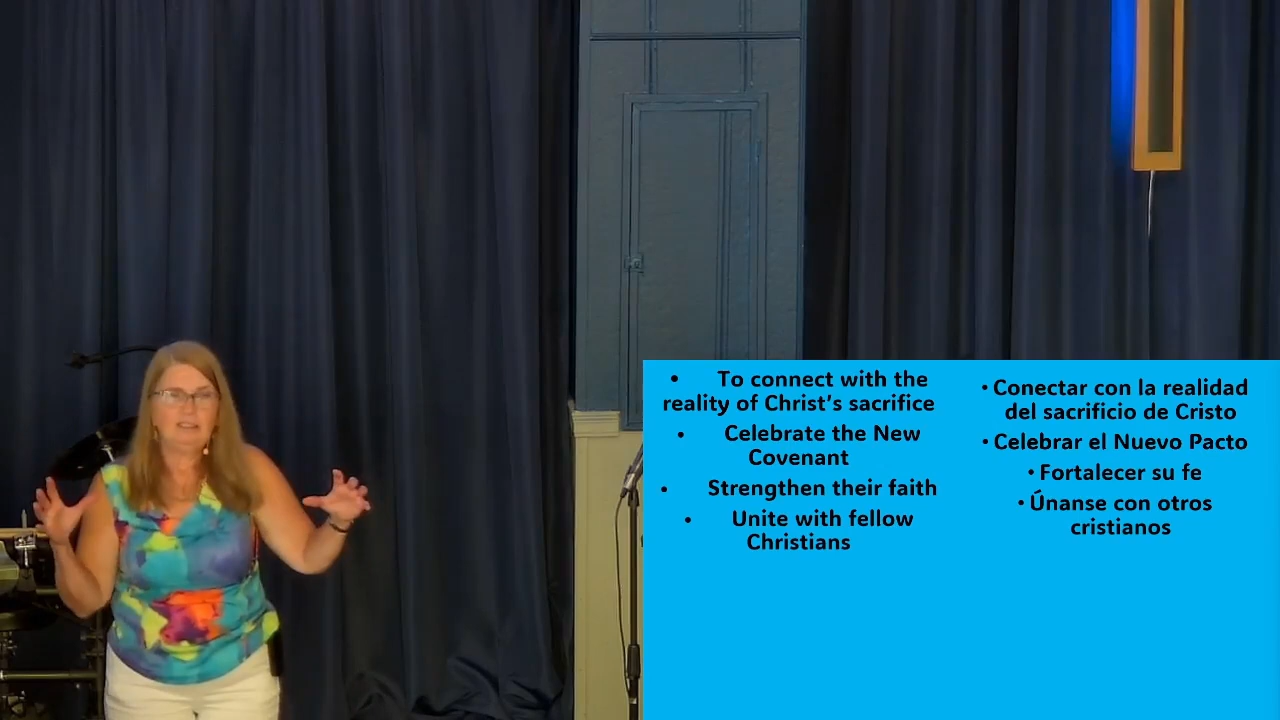 • To connect with the
reality of Christ's sacrifice
• Celebrate the New
Covenant
• Strengthen their faith
• Unite with fellow
Christians
• Conectar con la realidad
del sacrificio de Cristo
• Celebrar el Nuevo Pacto
• Fortalecer su fe
• Únanse con otros
cristianos